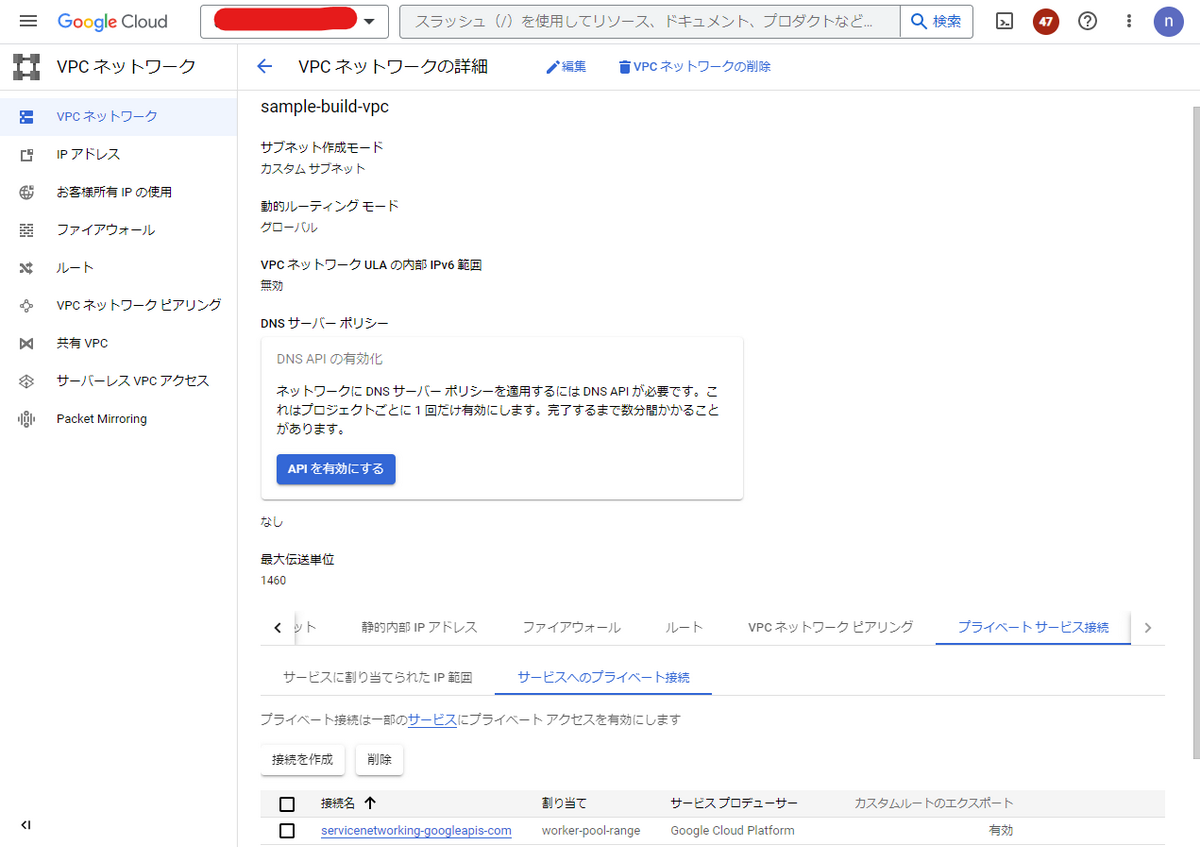 Google Cloud
スラッシュ（/）を使用してリソース、ドキュメント、プロダクトなど...
検索
47
n
VPC ネットワーク
VPC ネットワークの詳細
編集
VPC ネットワークの削除
VPC ネットワーク
IP アドレス
お客様所有 IP の使用
ファイアウォール
ルート
VPC ネットワーク ピアリング
共有 VPC
サーバーレス VPC アクセス
Packet Mirroring
sample-build-vpc
サブネット作成モード
カスタム サブネット
動的ルーティング モード
グローバル
VPC ネットワーク ULA の内部 IPv6 範囲
無効
DNS サーバー ポリシー
DNS API の有効化
ネットワークに DNS サーバー ポリシーを適用するには DNS API が必要です。こ
れはプロジェクトごとに 1 回だけ有効にします。完了するまで数分間かかること
があります。
API を有効にする
なし
最大伝送単位
1460
ット 静的内部 IP アドレス ファイアウォール ルート VPC ネットワーク ピアリング プライベート サービス接続
サービスに割り当てられた IP 範囲 サービスへのプライベート接続
プライベート接続は一部のサービスにプライベート アクセスを有効にします
接続を作成 削除
接続名 割り当て サービス プロデューサー カスタムルートのエクスポート
servicenetworking-googleapis-com worker-pool-range Google Cloud Platform 有効